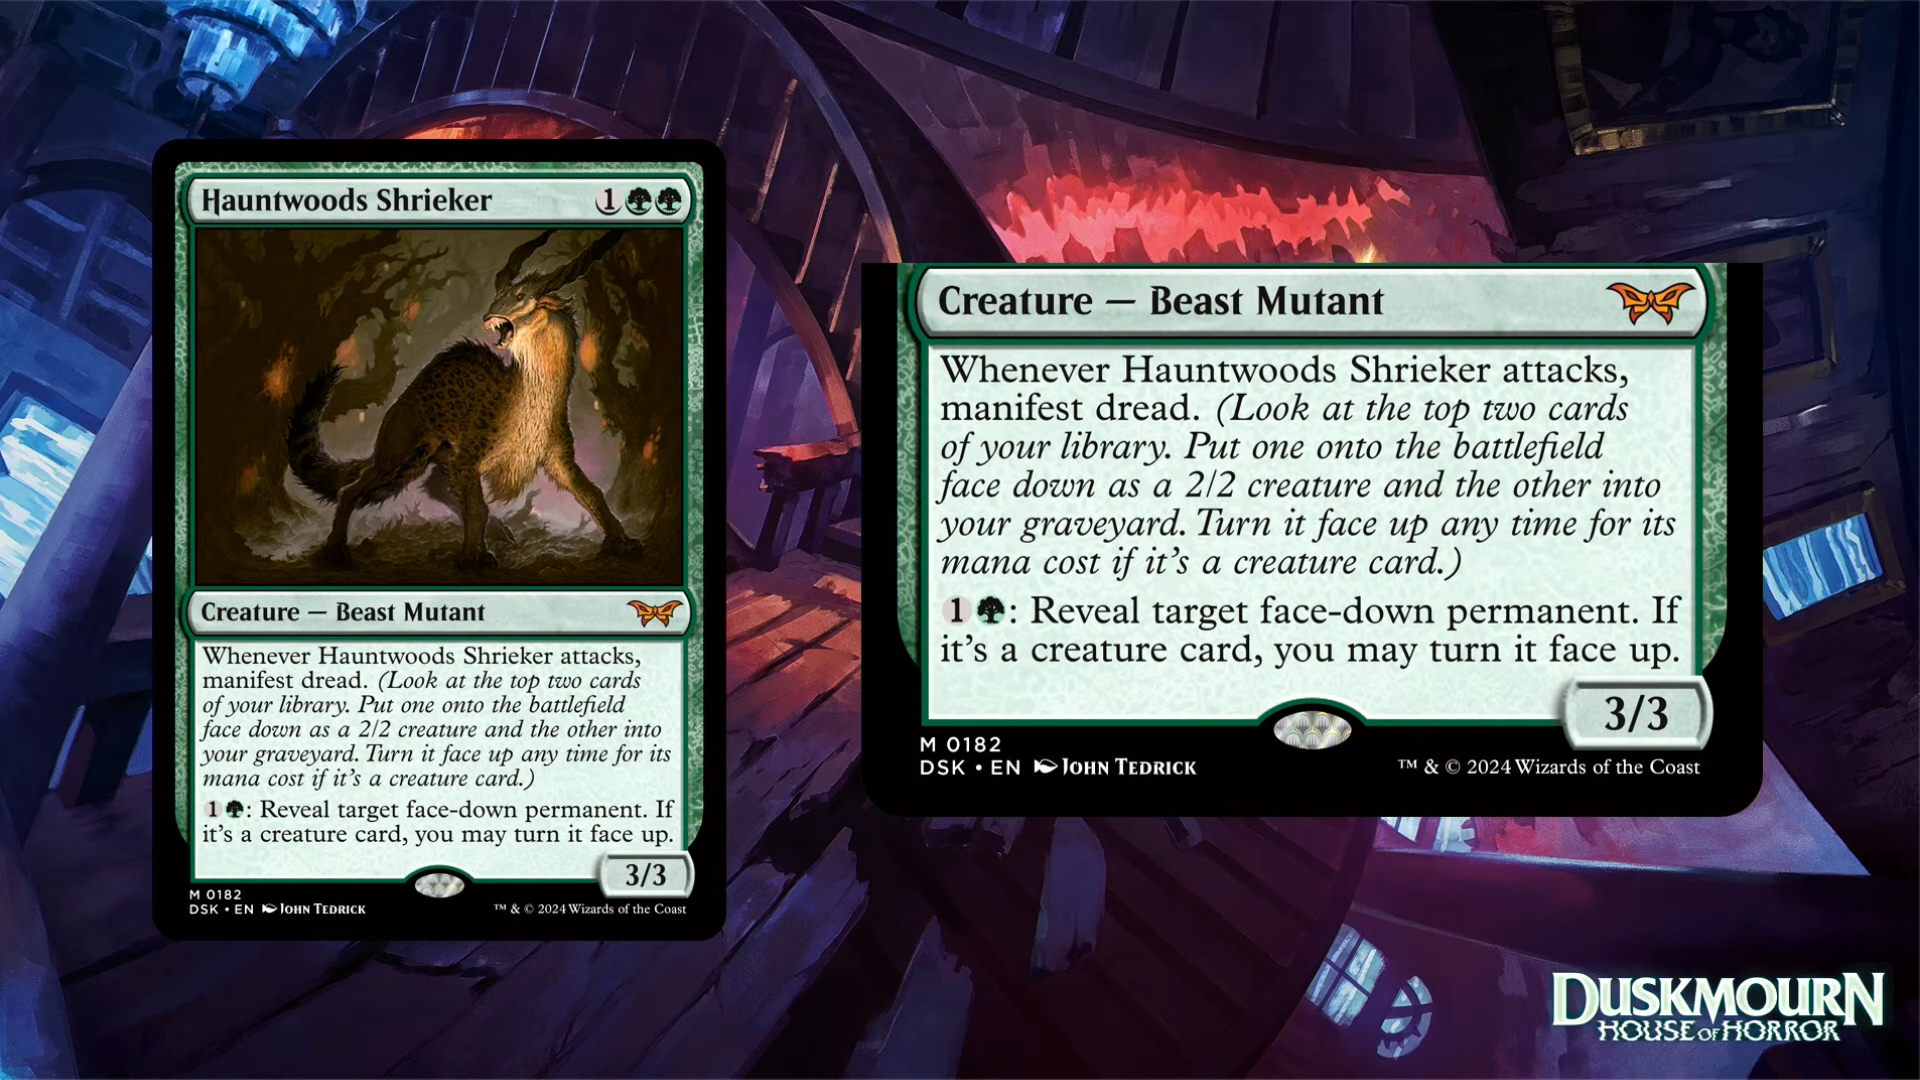 Hauntwoods Shrieker 1
Creature — Beast Mutant
Whenever Hauntwoods Shrieker attacks,
manifest dread. (Look at the top two cards
of your library. Put one onto the battlefield
face down as a 2/2 creature and the other into
your graveyard. Turn it face up any time for its
mana cost if it's a creature card.)
1 : Reveal target face-down permanent. If
it's a creature card, you may turn it face up.
3/3
M 0182
DSK • EN JOHN TEDRICK
™ & © 2024 Wizards of the Coast
Creature — Beast Mutant
Whenever Hauntwoods Shrieker attacks,
manifest dread. (Look at the top two cards
of your library. Put one onto the battlefield
face down as a 2/2 creature and the other into
your graveyard. Turn it face up any time for its
mana cost if it's a creature card.)
1 : Reveal target face-down permanent. If
it's a creature card, you may turn it face up.
3/3
M 0182
DSK • EN JOHN TEDRICK
™ & © 2024 Wizards of the Coast
DUSKMOURN
HOUSE OF HORROR